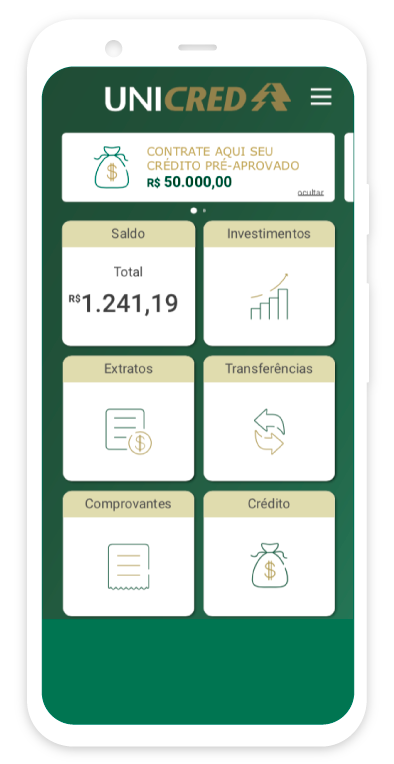 UNICRED
CONTRATE AQUI SEU
CRÉDITO PRÉ-APROVADO
R$ 50.000,00
ocultar
Saldo
Total
R$1.241,19
Investimentos
Extratos
Transferências
Comprovantes
Crédito